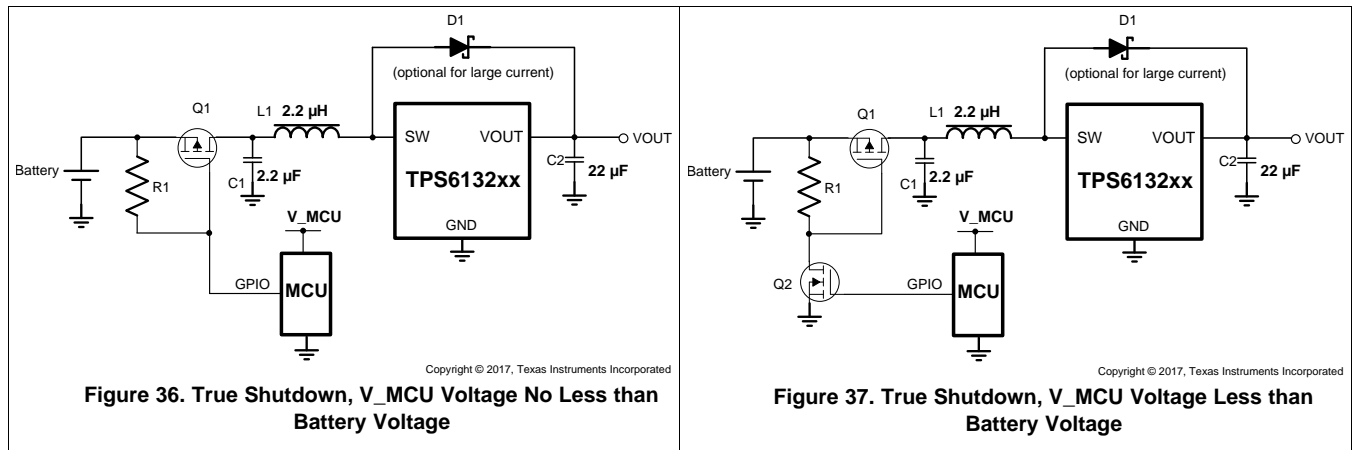 D1
(optional for large current)
Q1
L1 2.2 µH
SW VOUT
VOUT
Battery
R1
C1
2.2 µF
TPS6132xx
C2
22 µF
GND
V_MCU
GPIO
MCU
Copyright © 2017, Texas Instruments Incorporated
Figure 36. True Shutdown, V_MCU Voltage No Less than
Battery Voltage
D1
(optional for large current)
Q1
L1 2.2 µH
SW VOUT
VOUT
Battery
R1
C1
2.2 µF
TPS6132xx
C2
22 µF
GND
V_MCU
Q2
GPIO
MCU
Copyright © 2017, Texas Instruments Incorporated
Figure 37. True Shutdown, V_MCU Voltage Less than
Battery Voltage